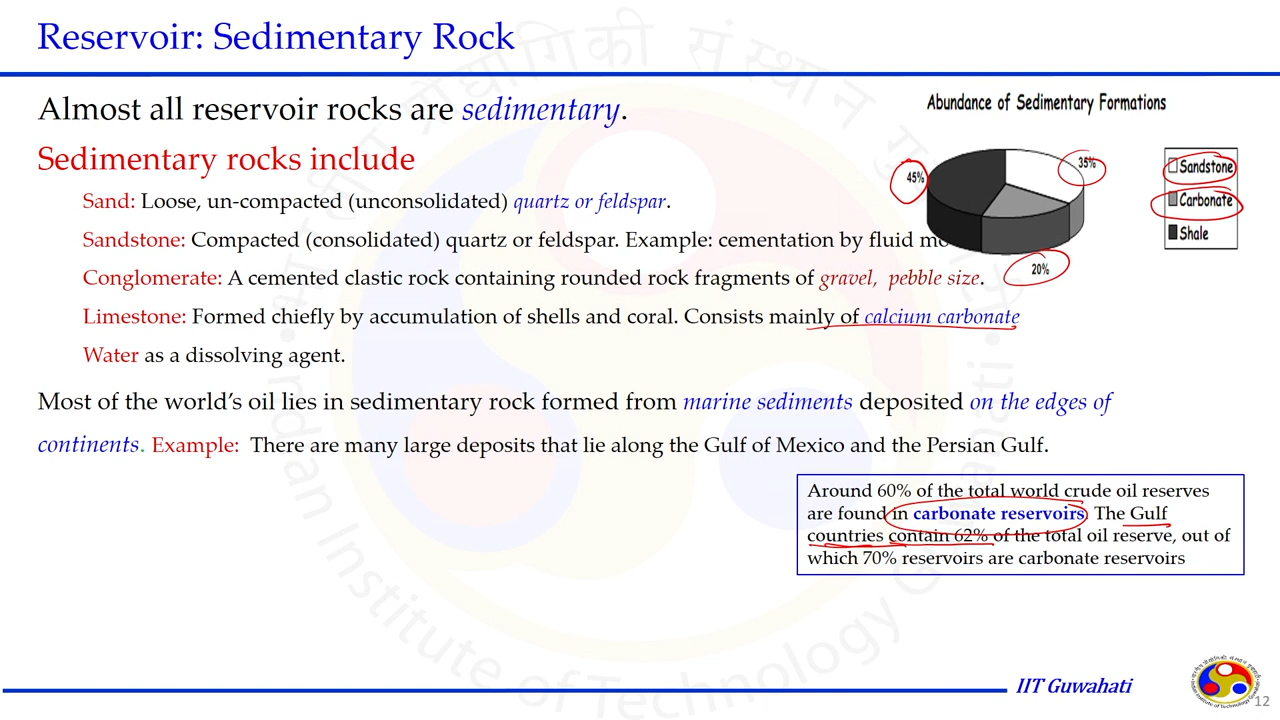 Reservoir: Sedimentary Rock
Almost all reservoir rocks are sedimentary.
Sedimentary rocks include
Sand: Loose, un-compacted (unconsolidated) quartz or feldspar.
Sandstone: Compacted (consolidated) quartz or feldspar. Example: cementation by fluid
Conglomerate: A cemented clastic rock containing rounded rock fragments of gravel, pebble size.
Limestone: Formed chiefly by accumulation of shells and coral. Consists mainly of calcium carbonate
Water as a dissolving agent.
Most of the world's oil lies in sedimentary rock formed from marine sediments deposited on the edges of
continents. Example: There are many large deposits that lie along the Gulf of Mexico and the Persian Gulf.
Abundance of Sedimentary Formations
45%
35%
20%
Sandstone
Carbonate
Shale
Around 60% of the total world crude oil reserves
are found in carbonate reservoirs. The Gulf
countries contain 62% of the total oil reserve, out of
which 70% reservoirs are carbonate reservoirs
Indian Institute of Technology
IIT Guwahati
12